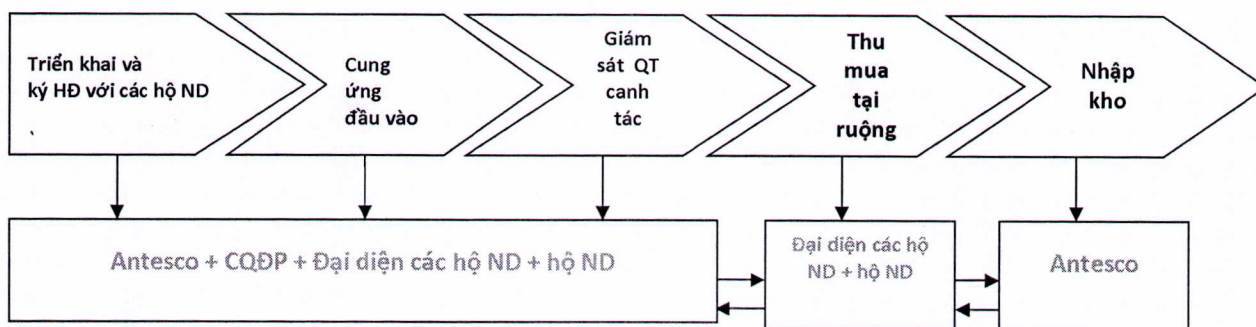 Triển khai và
ký HĐ với các hộ ND
Cung
ứng
đầu vào
Giám
sát QT
canh
tác
Thu
mua
tại
ruộng
Nhập
kho
Antesco + CQĐP + Đại diện các hộ ND + hộ ND
Đại diện các hộ
ND + hộ ND
Antesco